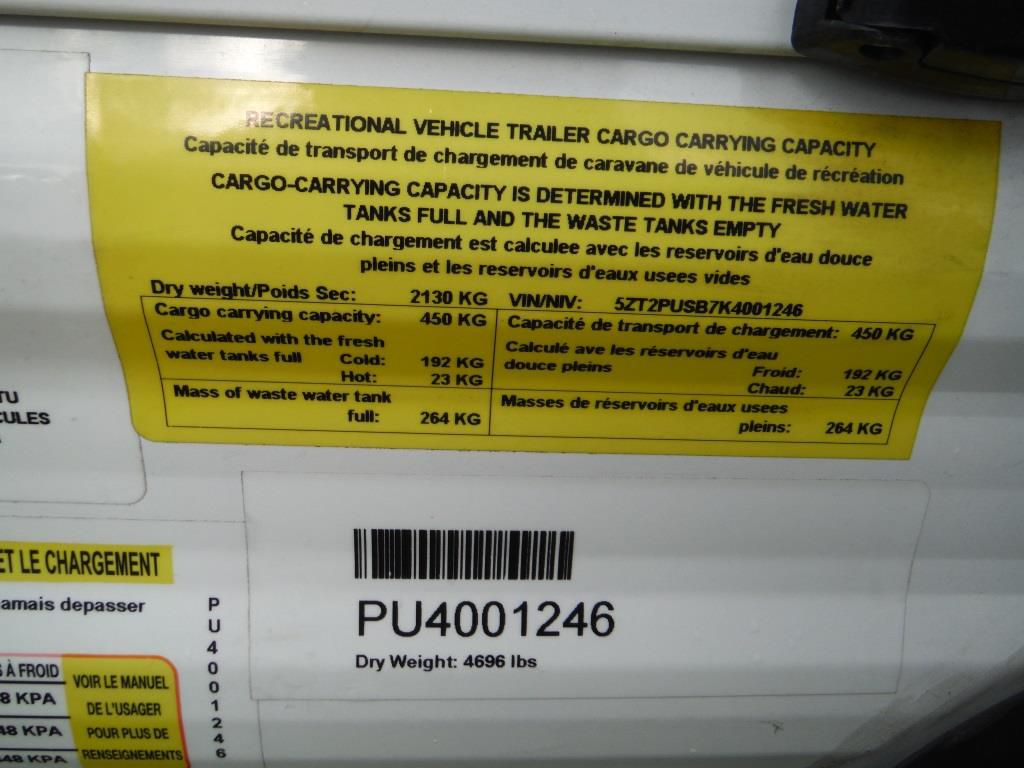 RECREATIONAL VEHICLE TRAILER CARGO CARRYING CAPACITY
Capacité de transport de chargement de caravane de véhicule de récréation
CARGO-CARRYING CAPACITY IS DETERMINED WITH THE FRESH WATER
TANKS FULL AND THE WASTE TANKS EMPTY
Capacité de chargement est calculee avec les reservoirs d'eau douce
pleins et les reservoirs d'eaux usees vides
Dry weight/Poids Sec: 2130 KG VIN/NIV: 5ZT2PUSB7K4001246
Cargo carrying capacity: 450 KG
Calculated with the fresh
water tanks full Cold: 192 KG
Hot: 23 KG
Mass of waste water tank
full: 264 KG
Capacité de transport de chargement: 450 KG
Calculé ave les réservoirs d'eau
douce pleins Froid: 192 KG
Chaud: 23 KG
Masses de réservoirs d'eaux usees
pleins: 264 KG
TU
CULES
ET LE CHARGEMENT
amais depasser
PU4001246
S À FROID
8 KPA
48 KPA
448 KPA
VOIR LE MANUEL
DE L'USAGER
POUR PLUS DE
RENSEIGNEMENTS
PU4001246
Dry Weight: 4696 lbs